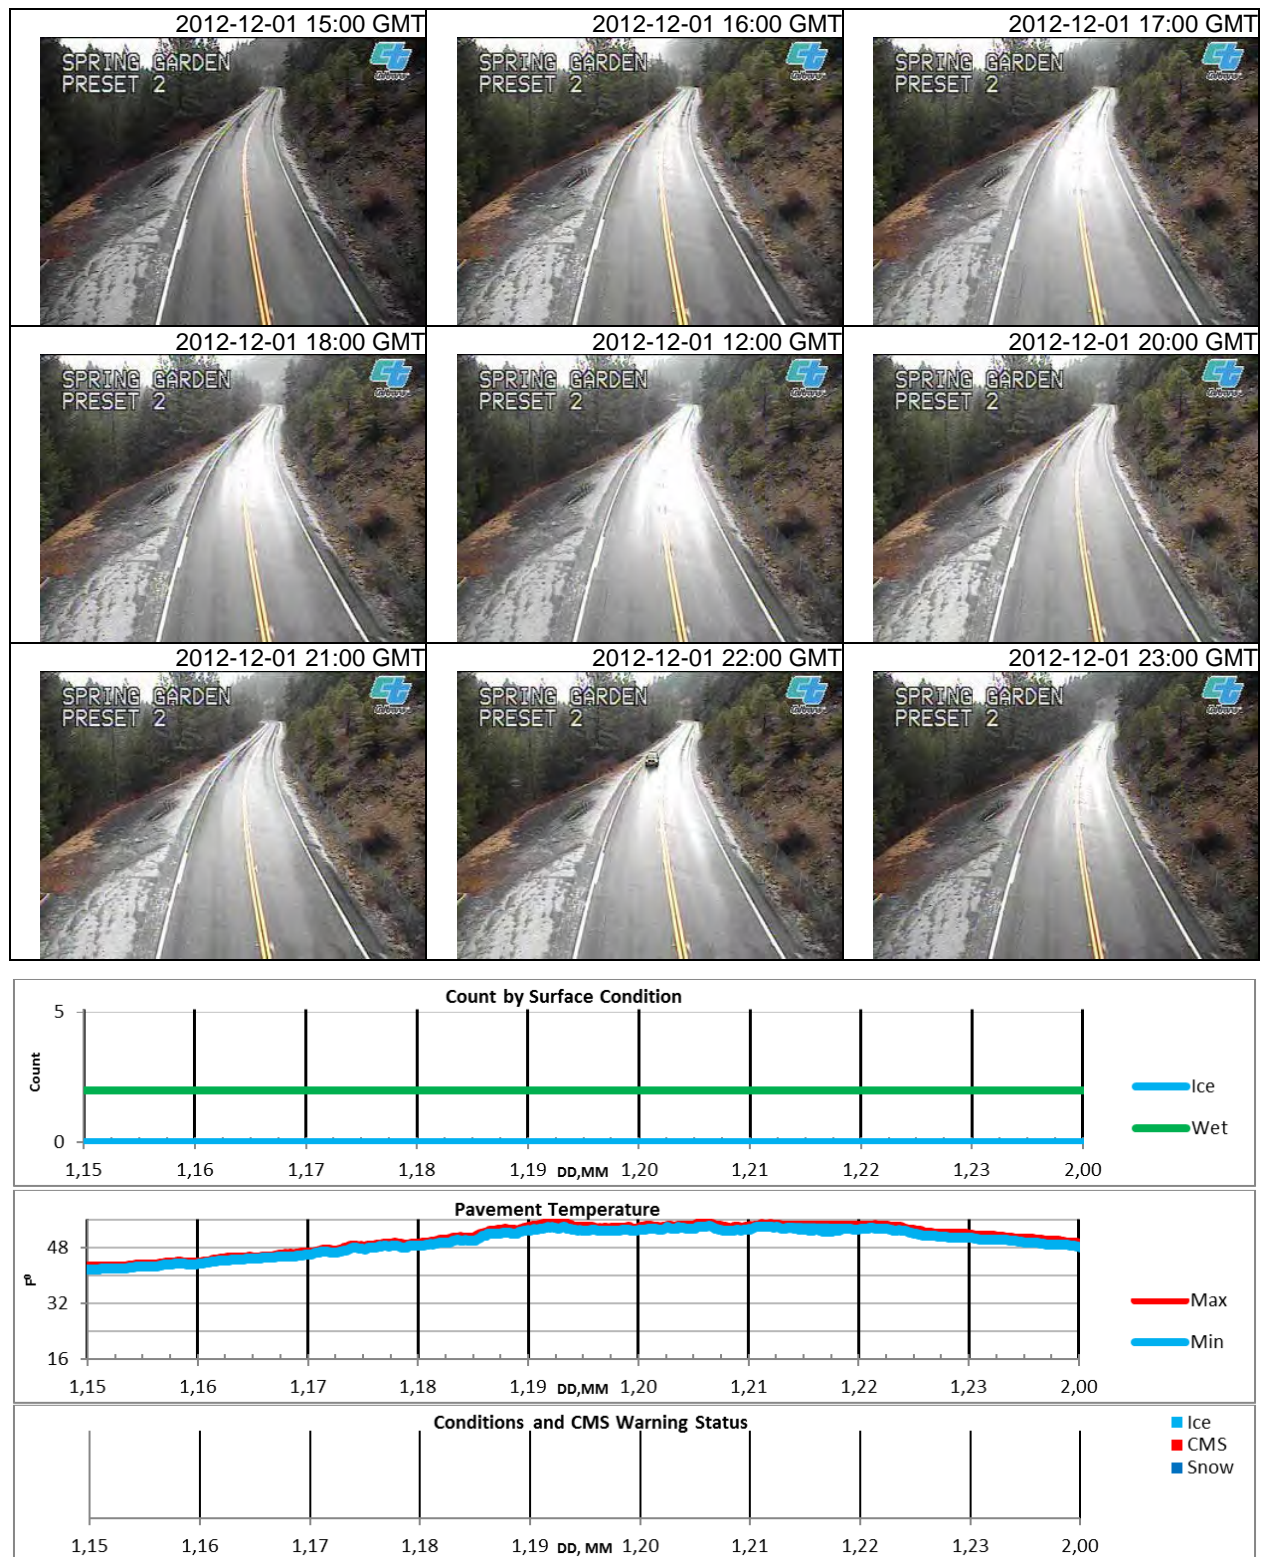 2012-12-01 15:00 GMT
SPRING GARDEN
PRESET 2
2012-12-01 16:00 GMT
SPRING GARDEN
PRESET 2
2012-12-01 17:00 GMT
SPRING GARDEN
PRESET 2
2012-12-01 18:00 GMT
SPRING GARDEN
PRESET 2
2012-12-01 12:00 GMT
SPRING GARDEN
PRESET 2
2012-12-01 20:00 GMT
SPRING GARDEN
PRESET 2
2012-12-01 21:00 GMT
SPRING GARDEN
PRESET 2
2012-12-01 22:00 GMT
SPRING GARDEN
PRESET 2
2012-12-01 23:00 GMT
SPRING GARDEN
PRESET 2
Count by Surface Condition
5
Count
0
1,15 1,16 1,17 1,18 1,19 DD,MM 1,20 1,21 1,22 1,23 2,00
Ice
Wet
Pavement Temperature
48
Fº
32
16
1,15 1,16 1,17 1,18 1,19 DD,MM 1,20 1,21 1,22 1,23 2,00
Max
Min
Conditions and CMS Warning Status
Ice
CMS
Snow
1,15 1,16 1,17 1,18 1,19 DD, MM 1,20 1,21 1,22 1,23 2,00